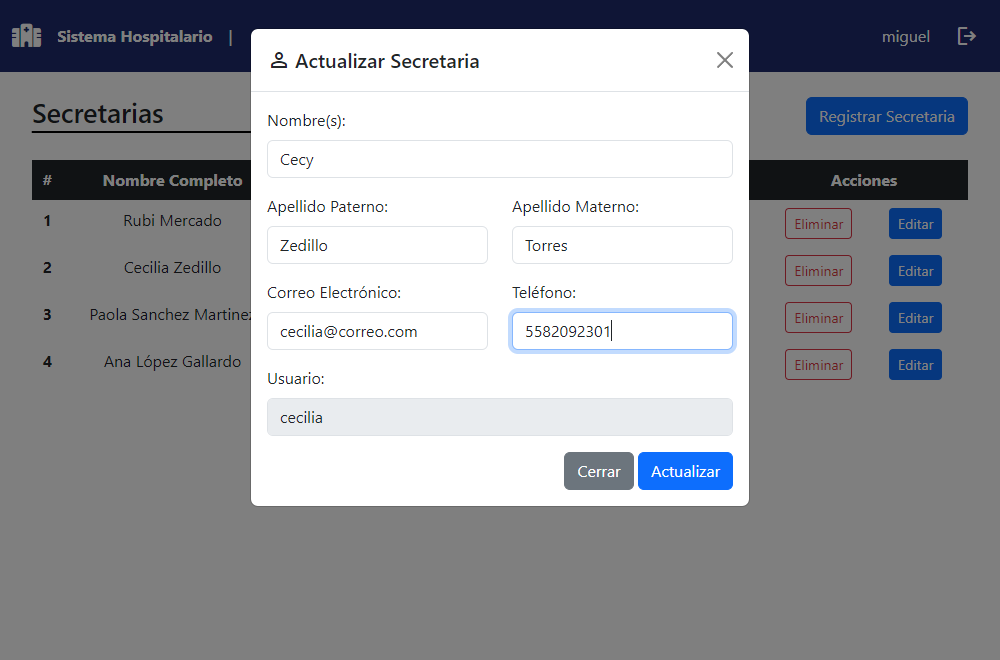 Sistema Hospitalario |
miguel
Actualizar Secretaria
Secretarias
Registrar Secretaria
Nombre(s):
Cecy
# Nombre Completo Acciones
Apellido Paterno: Apellido Materno:
Zedillo Torres
1 Rubi Mercado Eliminar Editar
2 Cecilia Zedillo Eliminar Editar
Correo Electrónico: Teléfono:
cecilia@correo.com 5582092301
3 Paola Sanchez Martinez Eliminar Editar
4 Ana López Gallardo Eliminar Editar
Usuario:
cecilia
Cerrar Actualizar